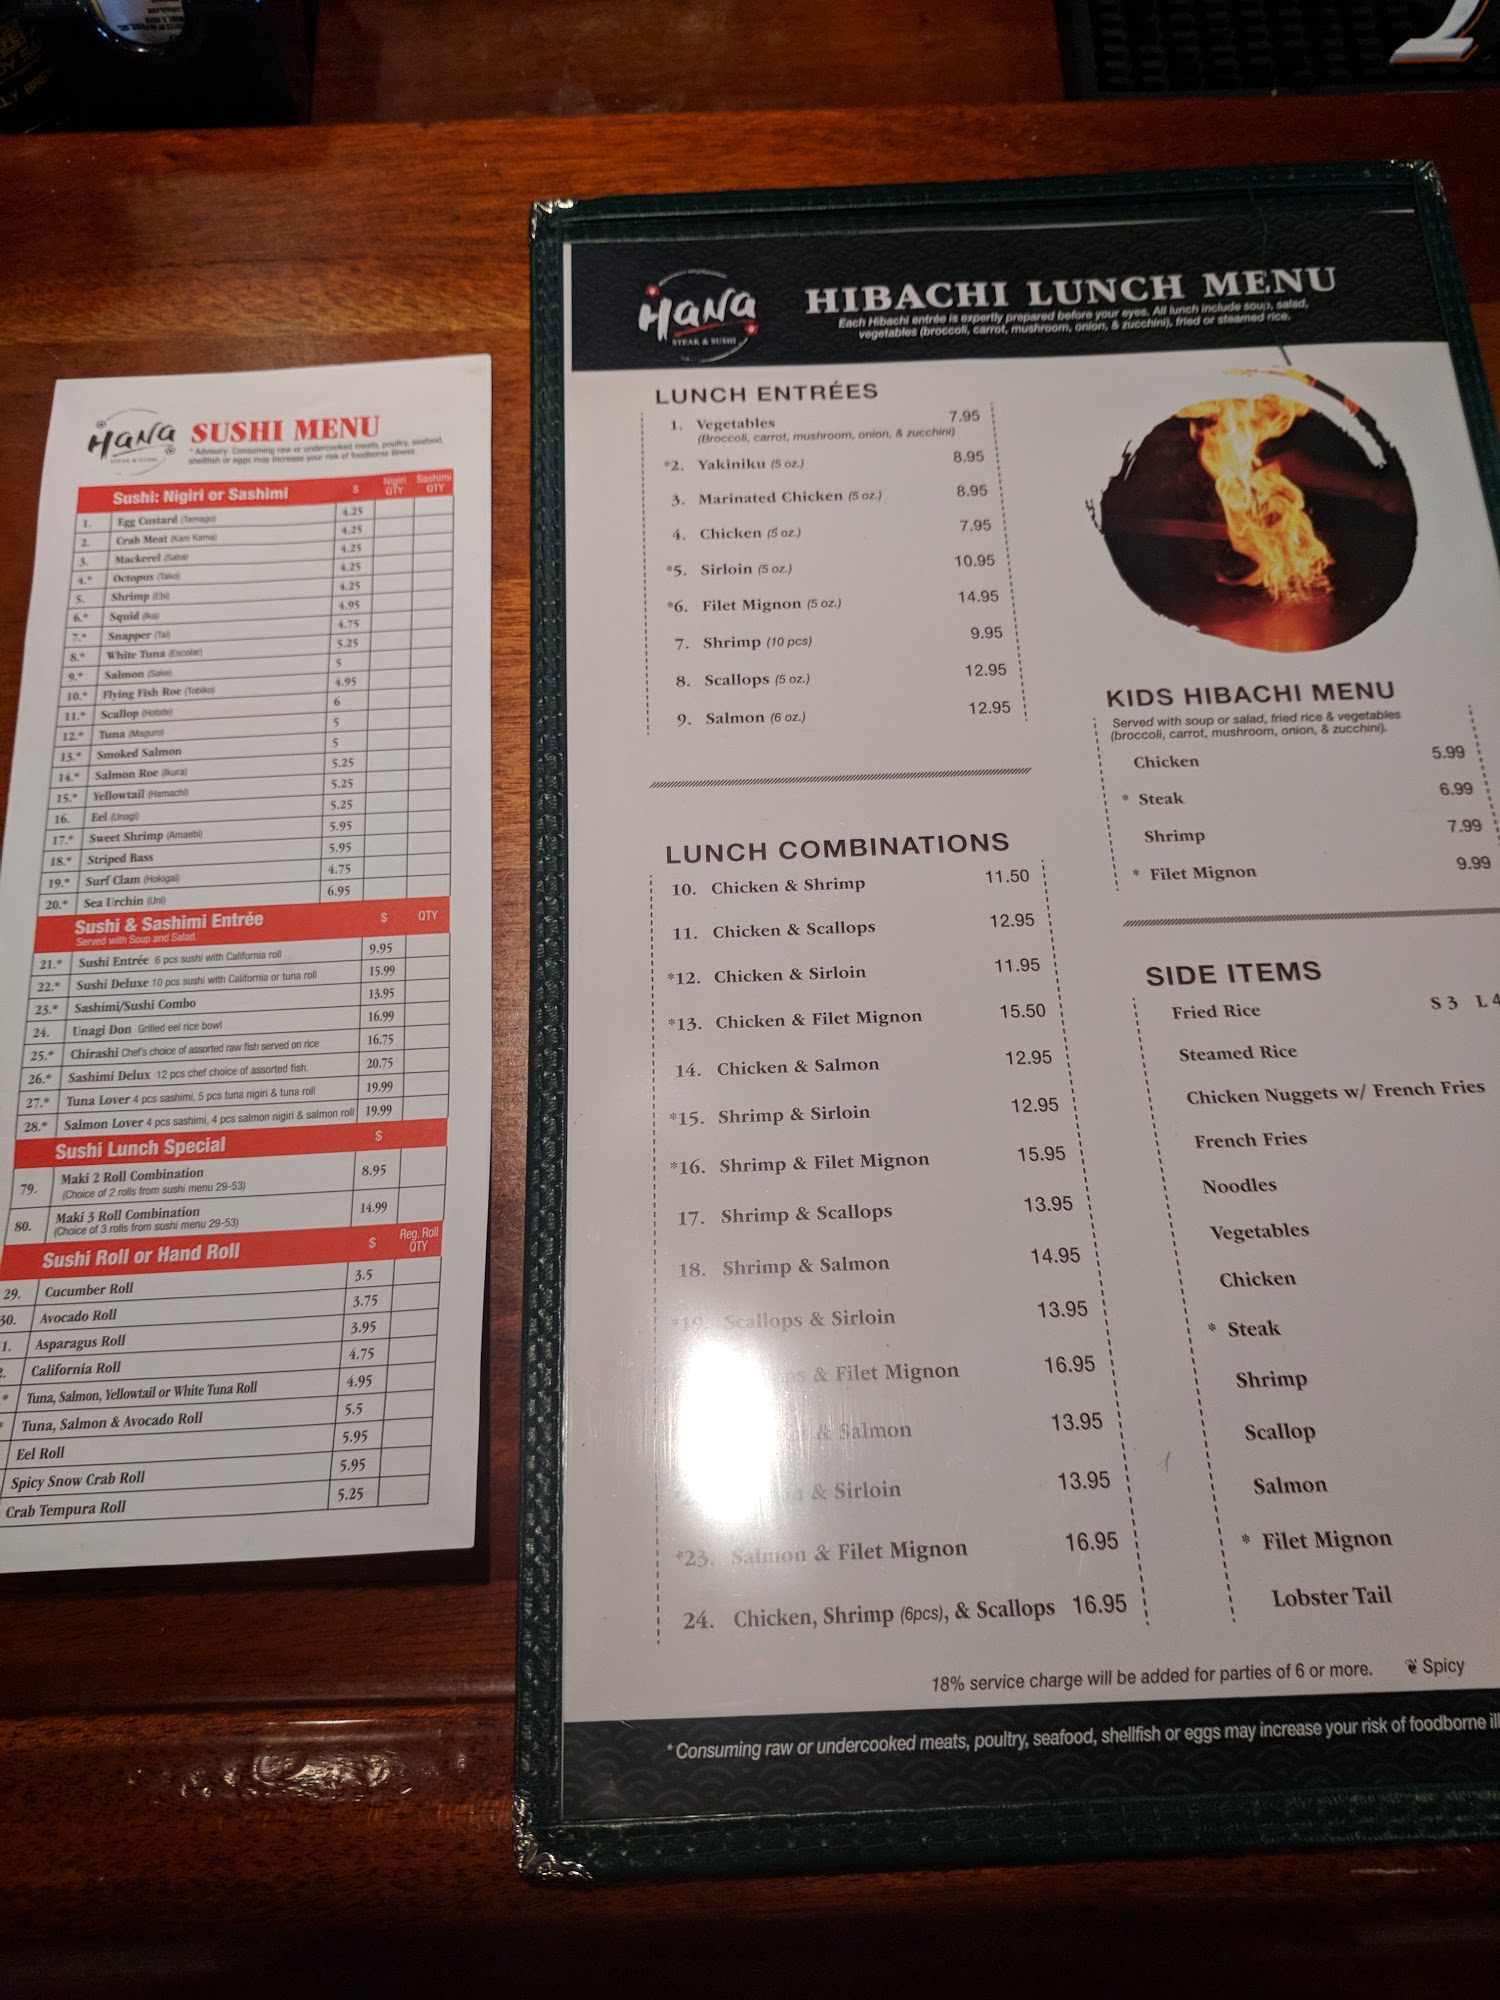 HANA
STEAK & SUSHI
SUSHI MENU
* Advisory: Consuming raw or undercooked meats, poultry, seafood,
shellfish or eggs may increase your risk of foodborne illness.
Sushi: Nigiri or Sashimi $ Nigiri QTY Sashimi QTY
1. Egg Custard (Tamago) 4.25
2. Crab Meat (Kani Kama) 4.25
3. Mackerel (Saba) 4.25
4.* Octopus (Tako) 4.25
5. Shrimp (Ebi) 4.25
6.* Squid (Ika) 4.95
7.* Snapper (Tai) 4.75
8.* White Tuna (Escolar) 5.25
9.* Salmon (Sake) 5
10.* Flying Fish Roe (Tobiko) 4.95
11.* Scallop (Hotate) 6
12.* Tuna (Maguro) 5
13.* Smoked Salmon 5
14.* Salmon Roe (Ikura) 5.25
15.* Yellowtail (Hamachi) 5.25
16. Eel (Unagi) 5.25
17.* Sweet Shrimp (Amaebi) 5.95
18.* Striped Bass 5.95
19.* Surf Clam (Hokigai) 4.75
20.* Sea Urchin (Uni) 6.95
Sushi & Sashimi Entrée $ QTY
Served with Soup and Salad.
21.* Sushi Entrée 6 pcs sushi with California roll 9.95
22.* Sushi Deluxe 10 pcs sushi with California or tuna roll 15.99
23.* Sashimi/Sushi Combo 13.95
24. Unagi Don Grilled eel rice bowl 16.99
25.* Chirashi Chef's choice of assorted raw fish served on rice 16.75
26.* Sashimi Delux 12 pcs chef choice of assorted fish. 20.75
27.* Tuna Lover 4 pcs sashimi, 5 pcs tuna nigiri & tuna roll 19.99
28.* Salmon Lover 4 pcs sashimi, 4 pcs salmon nigiri & salmon roll 19.99
Sushi Lunch Special $
79. Maki 2 Roll Combination 8.95
(Choice of 2 rolls from sushi menu 29-53)
80. Maki 3 Roll Combination 14.99
(Choice of 3 rolls from sushi menu 29-53)
Sushi Roll or Hand Roll $ Reg. Roll QTY
29. Cucumber Roll 3.5
30. Avocado Roll 3.75
1. Asparagus Roll 3.95
California Roll 4.75
* Tuna, Salmon, Yellowtail or White Tuna Roll 4.95
* Tuna, Salmon & Avocado Roll 5.5
Eel Roll 5.95
Spicy Snow Crab Roll 5.95
Crab Tempura Roll 5.25
HANA
STEAK & SUSHI
HIBACHI LUNCH MENU
Each Hibachi entrée is expertly prepared before your eyes. All lunch include soup, salad,
vegetables (broccoli, carrot, mushroom, onion, & zucchini), fried or steamed rice.
LUNCH ENTRÉES
1. Vegetables 7.95
(Broccoli, carrot, mushroom, onion, & zucchini)
*2. Yakiniku (5 oz.) 8.95
3. Marinated Chicken (5 oz.) 8.95
4. Chicken (5 oz.) 7.95
*5. Sirloin (5 oz.) 10.95
*6. Filet Mignon (5 oz.) 14.95
7. Shrimp (10 pcs) 9.95
8. Scallops (5 oz.) 12.95
9. Salmon (6 oz.) 12.95
LUNCH COMBINATIONS
10. Chicken & Shrimp 11.50
11. Chicken & Scallops 12.95
*12. Chicken & Sirloin 11.95
*13. Chicken & Filet Mignon 15.50
14. Chicken & Salmon 12.95
*15. Shrimp & Sirloin 12.95
*16. Shrimp & Filet Mignon 15.95
17. Shrimp & Scallops 13.95
18. Shrimp & Salmon 14.95
*19. Scallops & Sirloin 13.95
& Filet Mignon 16.95
& Salmon 13.95
& Sirloin 13.95
*23. Salmon & Filet Mignon 16.95
24. Chicken, Shrimp (6pcs), & Scallops 16.95
KIDS HIBACHI MENU
Served with soup or salad, fried rice & vegetables
(broccoli, carrot, mushroom, onion, & zucchini).
Chicken 5.99
* Steak 6.99
Shrimp 7.99
* Filet Mignon 9.99
SIDE ITEMS
Fried Rice S 3 L 4
Steamed Rice
Chicken Nuggets w/ French Fries
French Fries
Noodles
Vegetables
Chicken
* Steak
Shrimp
Scallop
Salmon
* Filet Mignon
Lobster Tail
18% service charge will be added for parties of 6 or more. Spicy
* Consuming raw or undercooked meats, poultry, seafood, shellfish or eggs may increase your risk of foodborne